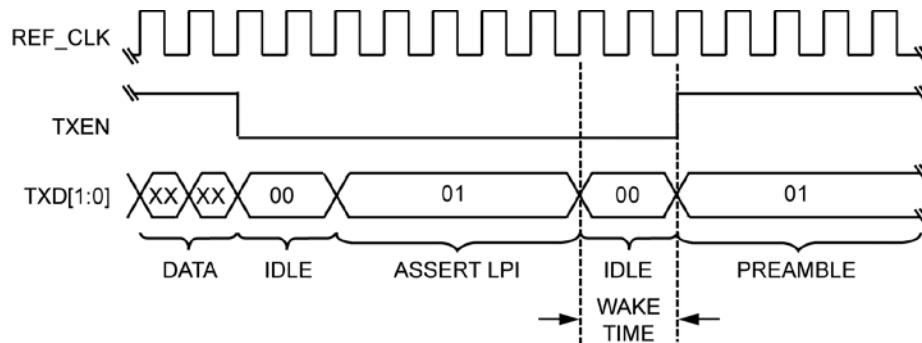 REF_CLK
TXEN
TXD[1:0] XX XX 00 01 00 01
DATA IDLE ASSERT LPI IDLE PREAMBLE
WAKE
TIME